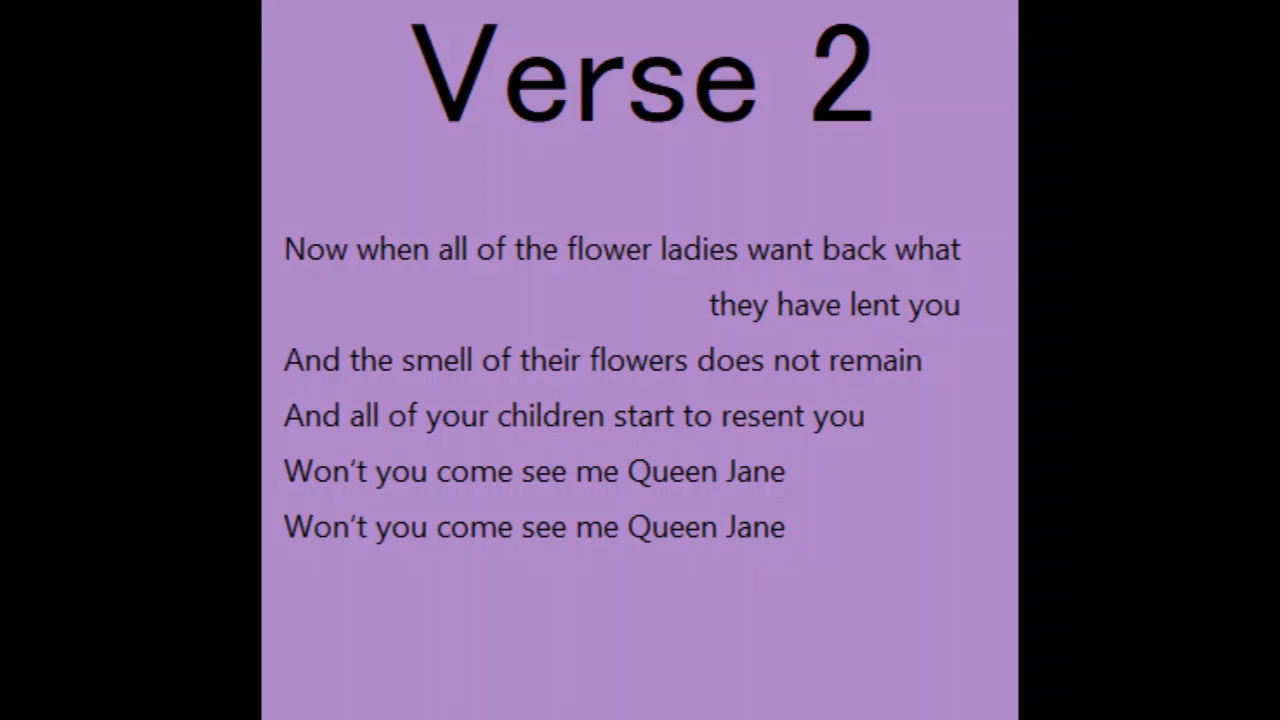 Verse 2
Now when all of the flower ladies want back what
they have lent you
And the smell of their flowers does not remain
And all of your children start to resent you
Won't you come see me Queen Jane
Won't you come see me Queen Jane